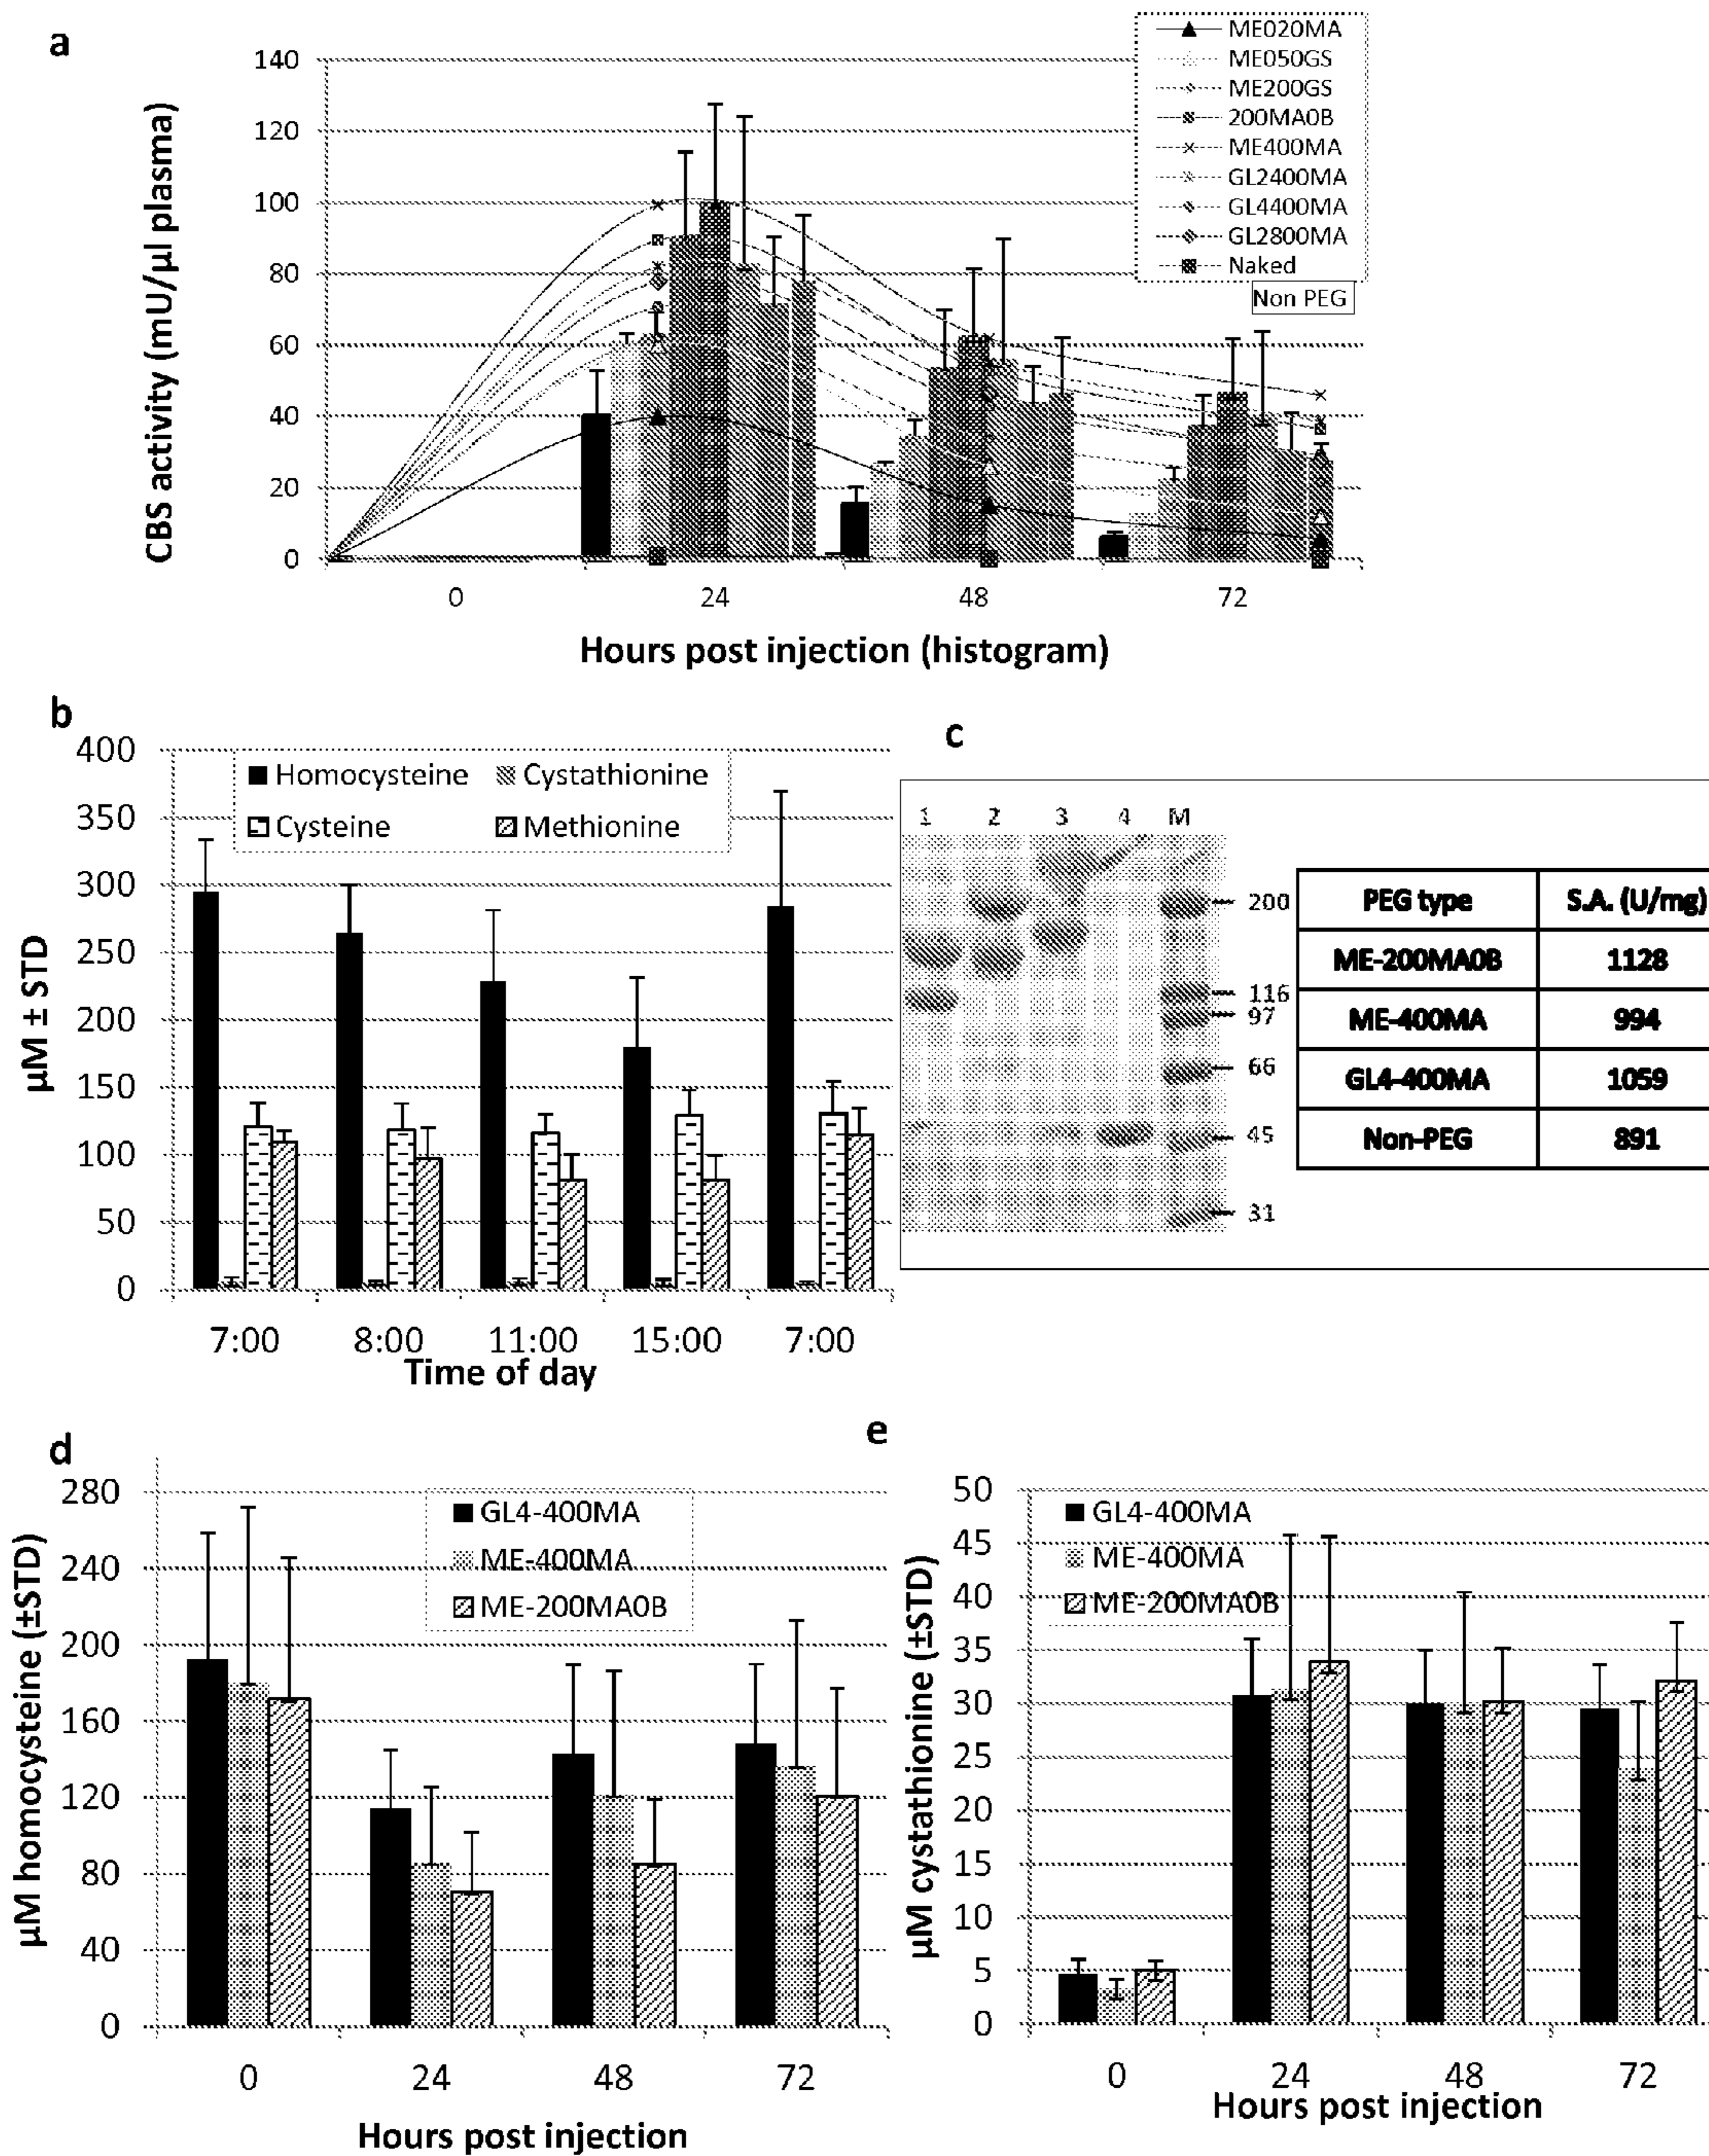 a
CBS activity (mU/µl plasma)
140
120
100
80
60
40
20
0
0 24 48 72
Hours post injection (histogram)
ME020MA
ME050GS
ME200GS
200MA0B
ME400MA
GL2400MA
GL4400MA
GL2800MA
Naked
Non PEG
b
µM ± STD
400
350
300
250
200
150
100
50
0
Homocysteine Cystathionine
Cysteine Methionine
7:00 8:00 11:00 15:00 7:00
Time of day
c
1 2 3 4 M
200
116
97
66
45
31
PEG type S.A. (U/mg)
ME-200MA0B 1128
ME-400MA 994
GL4-400MA 1059
Non-PEG 891
d
µM homocysteine (±STD)
280
240
200
160
120
80
40
0
GL4-400MA
ME-400MA
ME-200MA0B
0 24 48 72
Hours post injection
e
µM cystathionine (±STD)
50
45
40
35
30
25
20
15
10
5
0
GL4-400MA
ME-400MA
ME-200MA0B
0 24 48 72
Hours post injection